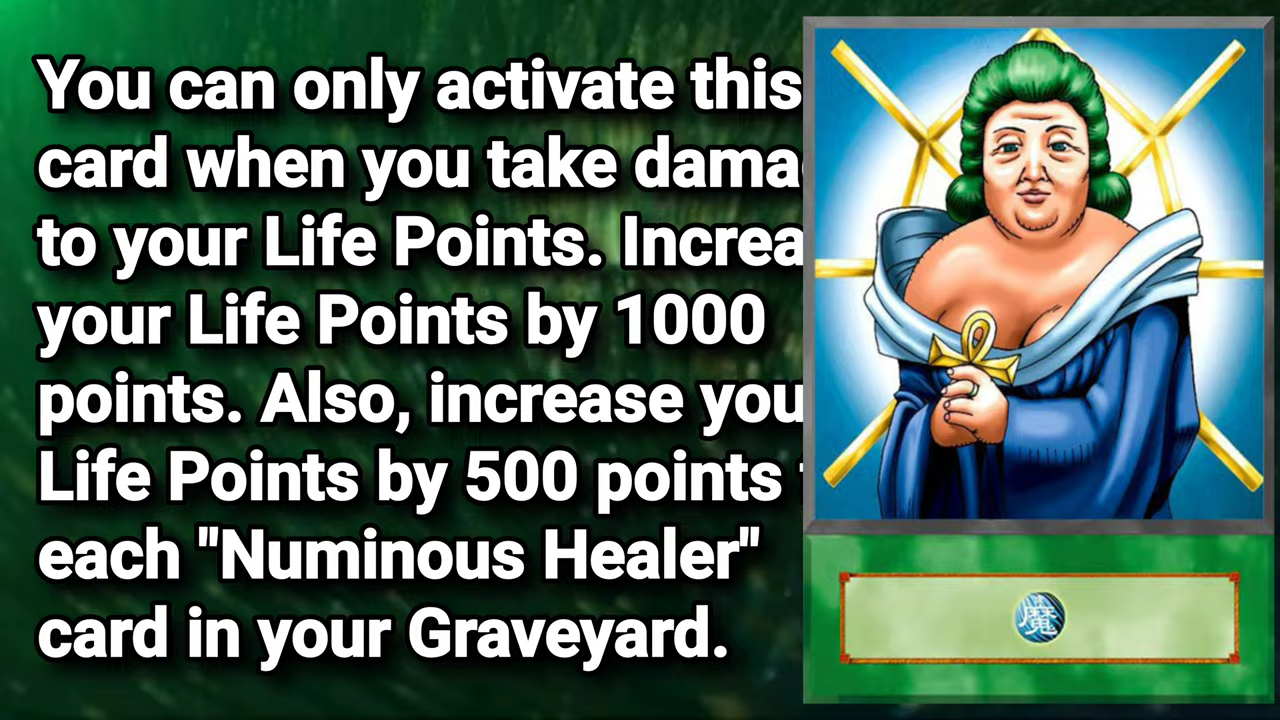 You can only activate this
card when you take dama
to your Life Points. Increa
your Life Points by 1000
points. Also, increase you
Life Points by 500 points
each "Numinous Healer"
card in your Graveyard.
魔